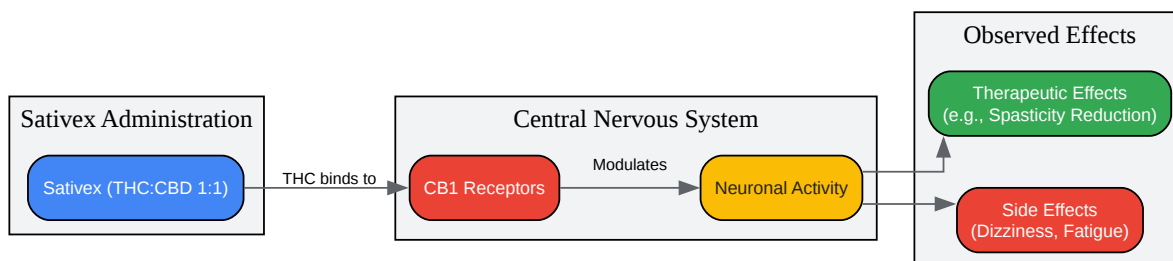 Sativex Administration
Sativex (THC:CBD 1:1)
THC binds to
Central Nervous System
CB1 Receptors
Modulates
Neuronal Activity
Observed Effects
Therapeutic Effects
(e.g., Spasticity Reduction)
Side Effects
(Dizziness, Fatigue)